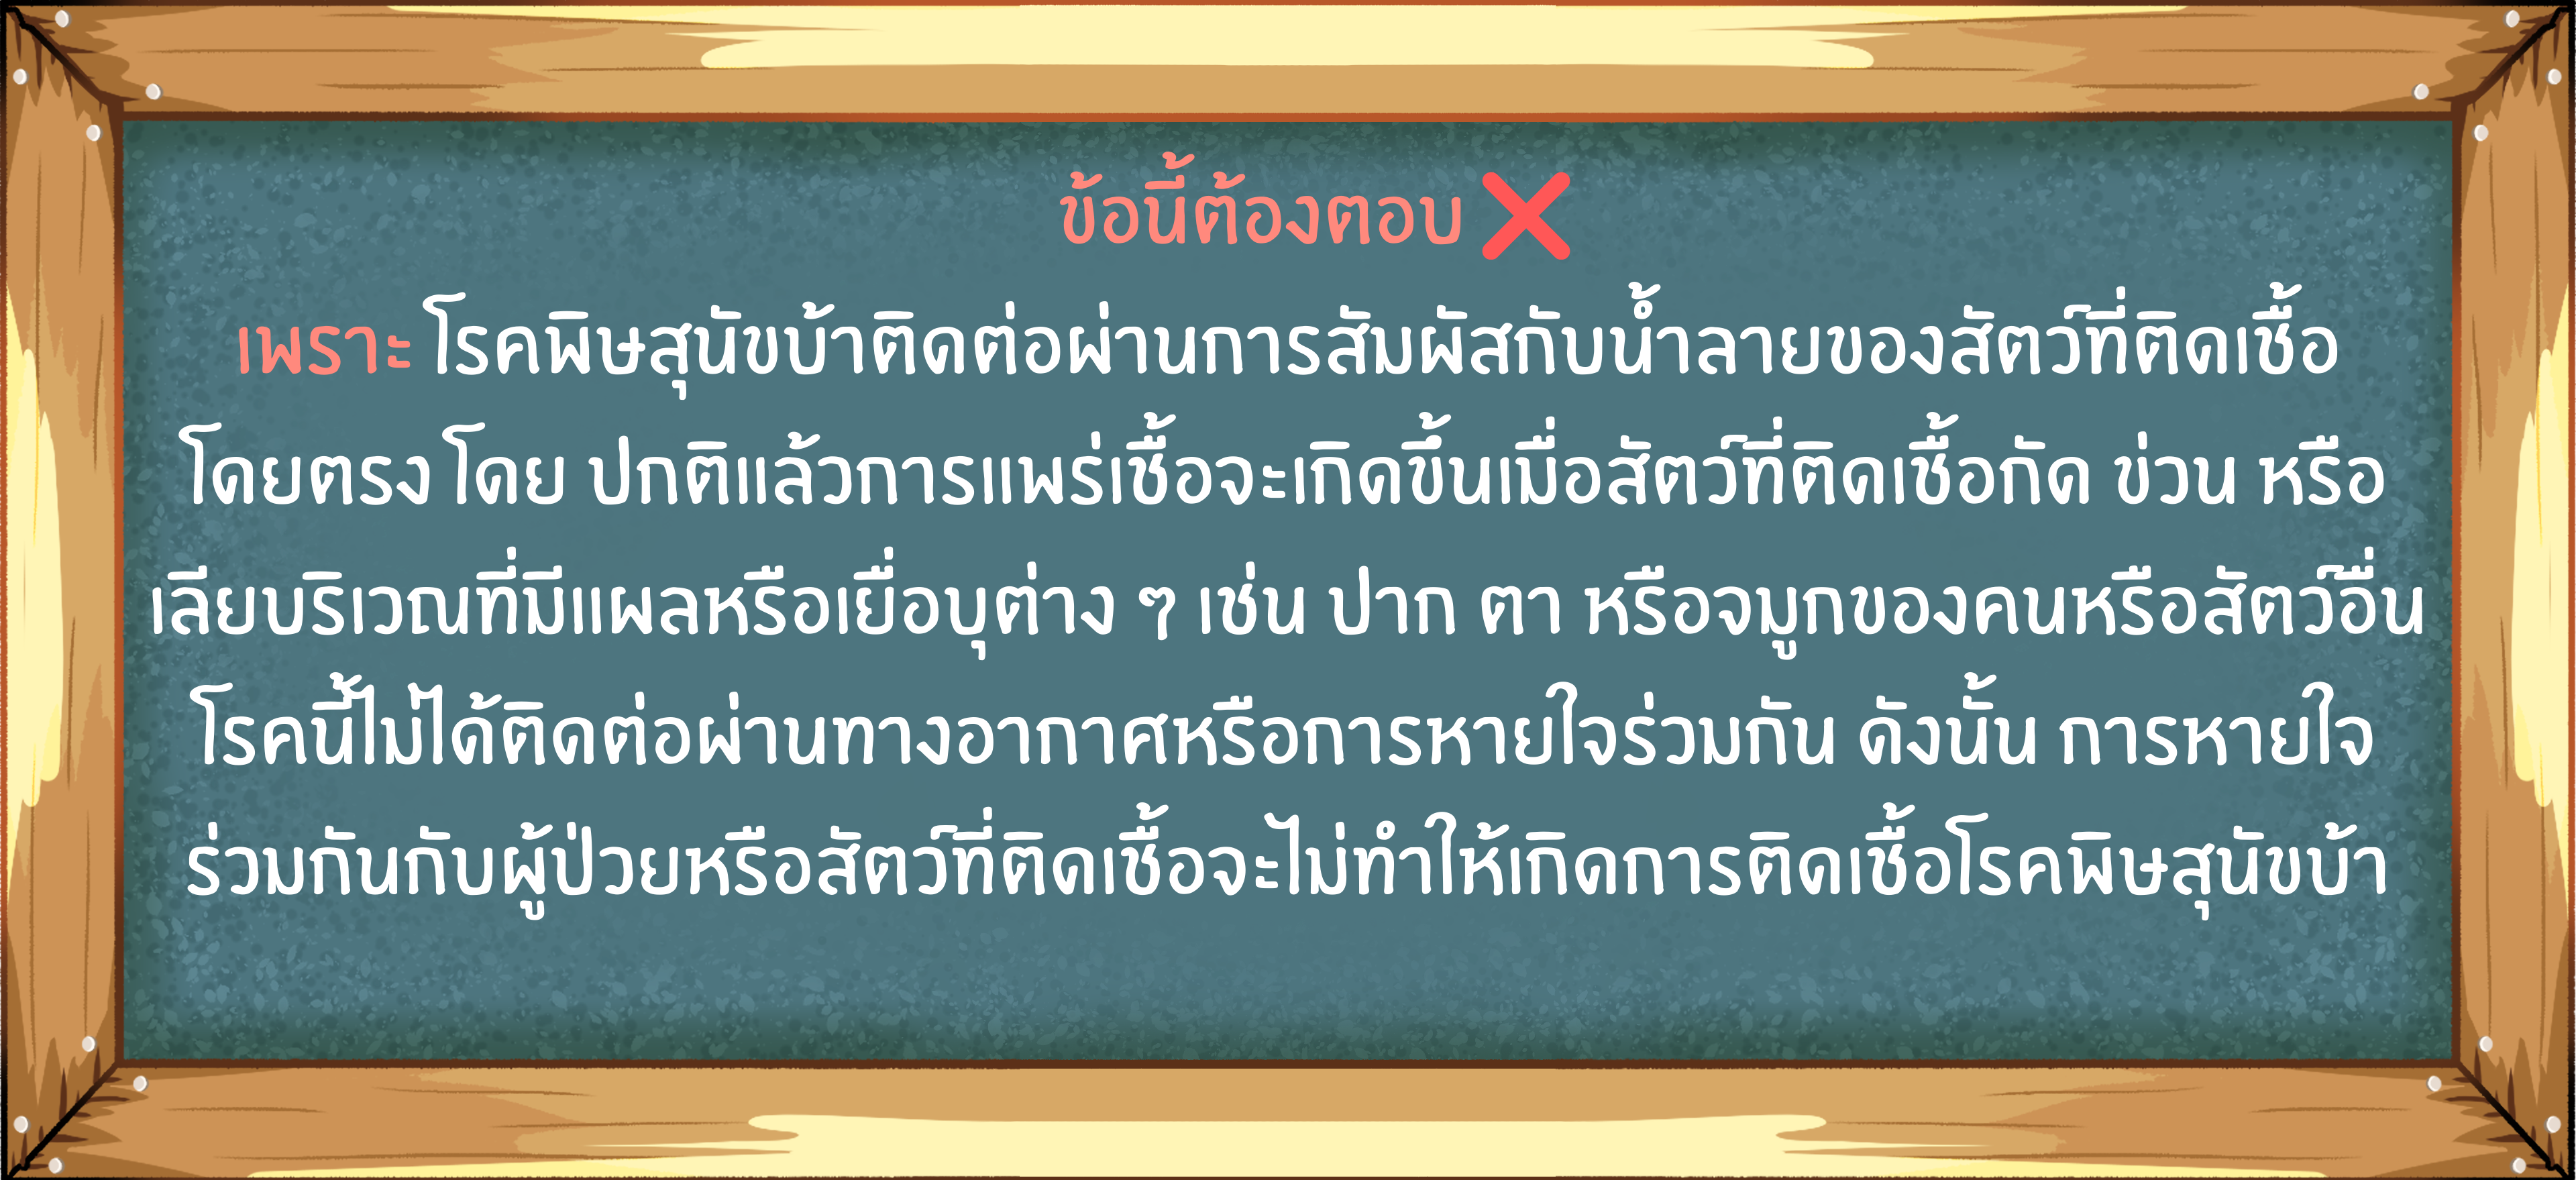 ข้อนี้ต้องตอบ ❌
เพราะ โรคพิษสุนัขบ้าติดต่อผ่านการสัมผัสกับน้ำลายของสัตว์ที่ติดเชื้อ
โดยตรง โดย ปกติแล้วการแพร่เชื้อจะเกิดขึ้นเมื่อสัตว์ที่ติดเชื้อกัด ข่วน หรือ
เลียบริเวณที่มีแผลหรือเยื่อบุต่าง ๆ เช่น ปาก ตา หรือจมูกของคนหรือสัตว์อื่น
โรคนี้ไม่ได้ติดต่อผ่านทางอากาศหรือการหายใจร่วมกัน ดังนั้น การหายใจ
ร่วมกันกับผู้ป่วยหรือสัตว์ที่ติดเชื้อจะไม่ทำให้เกิดการติดเชื้อโรคพิษสุนัขบ้า